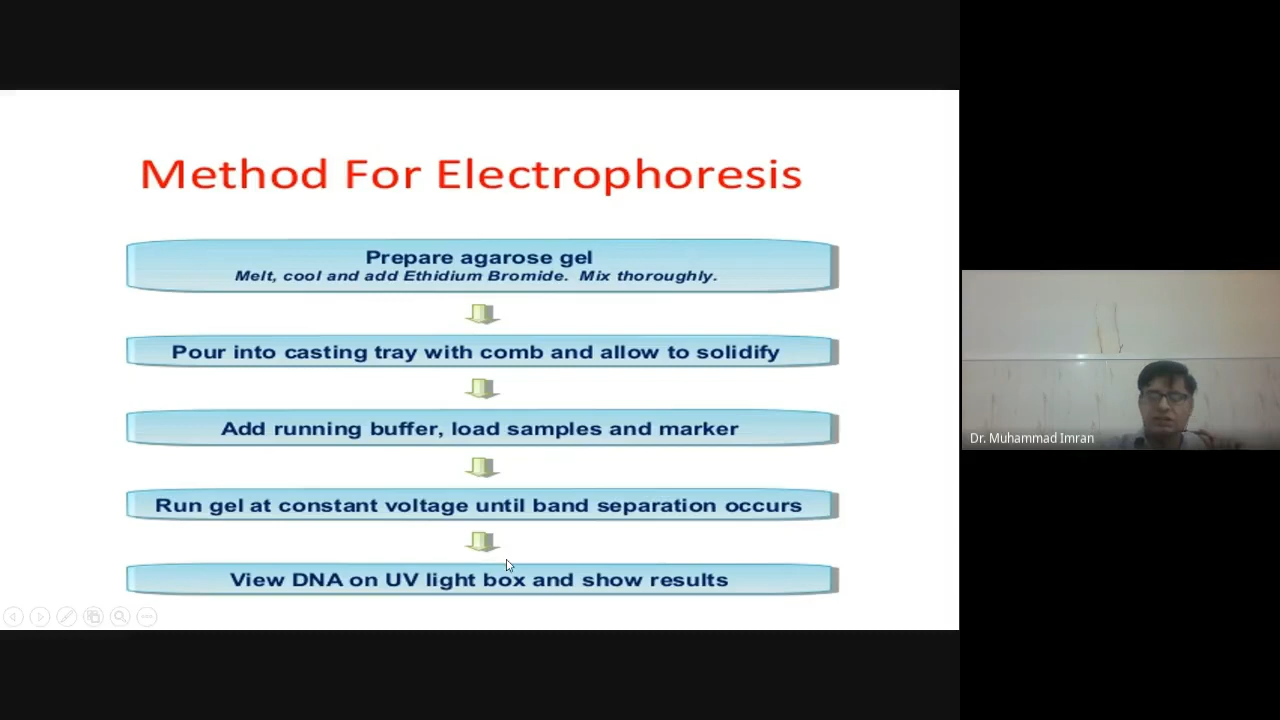 Method For Electrophoresis
Prepare agarose gel
Melt, cool and add Ethidium Bromide. Mix thoroughly.
Pour into casting tray with comb and allow to solidify
Add running buffer, load samples and marker
Run gel at constant voltage until band separation occurs
View DNA on UV light box and show results
Dr. Muhammad Imran